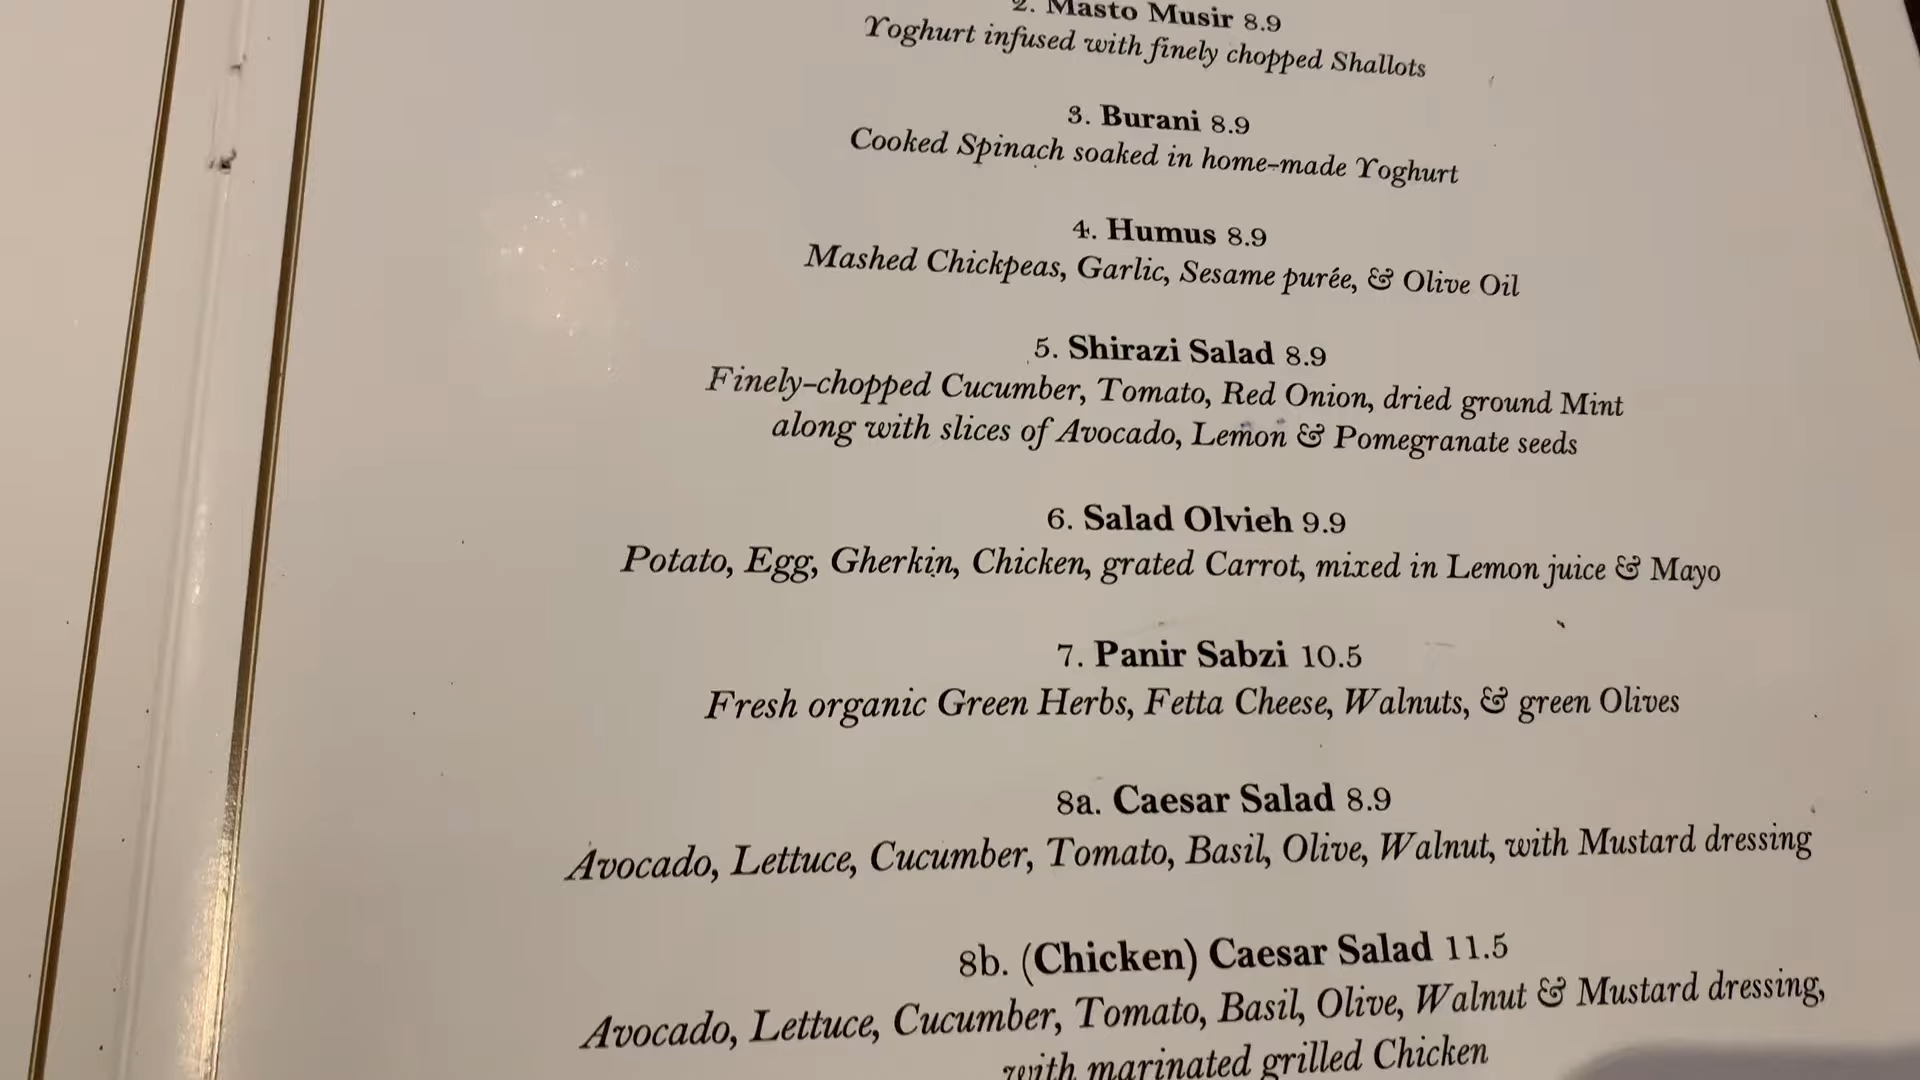 2. Masto Musir 8.9
Yoghurt infused with finely chopped Shallots
3. Burani 8.9
Cooked Spinach soaked in home-made Yoghurt
4. Humus 8.9
Mashed Chickpeas, Garlic, Sesame purée, & Olive Oil
5. Shirazi Salad 8.9
Finely-chopped Cucumber, Tomato, Red Onion, dried ground Mint
along with slices of Avocado, Lemon & Pomegranate seeds
6. Salad Olvieh 9.9
Potato, Egg, Gherkin, Chicken, grated Carrot, mixed in Lemon juice & Mayo
7. Panir Sabzi 10.5
Fresh organic Green Herbs, Fetta Cheese, Walnuts, & green Olives
8a. Caesar Salad 8.9
Avocado, Lettuce, Cucumber, Tomato, Basil, Olive, Walnut, with Mustard dressing
8b. (Chicken) Caesar Salad 11.5
Avocado, Lettuce, Cucumber, Tomato, Basil, Olive, Walnut & Mustard dressing,
with marinated grilled Chicken